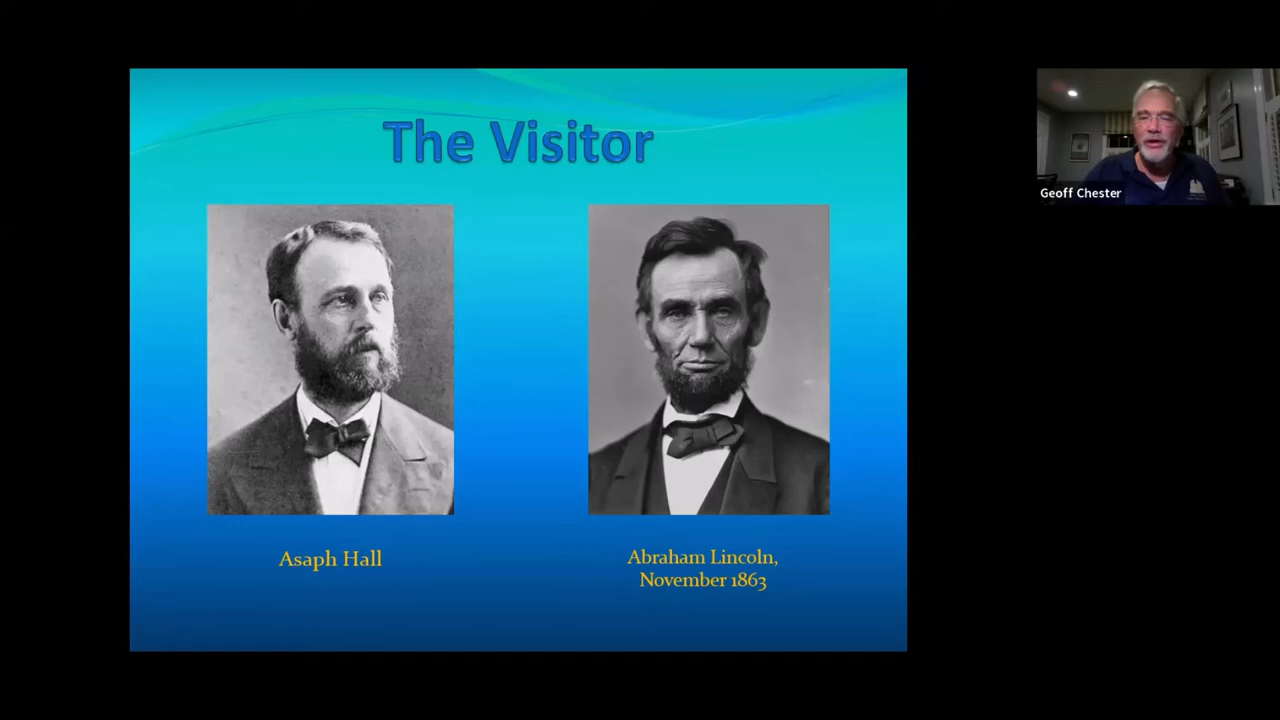 The Visitor
Geoff Chester
Asaph Hall
Abraham Lincoln,
November 1863